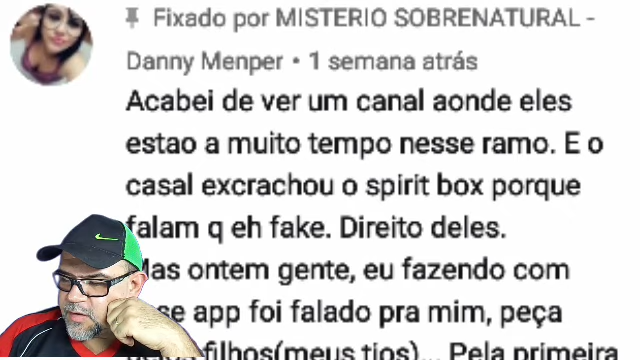 Fixado por MISTERIO SOBRENATURAL -
Danny Menper • 1 semana atrás
Acabei de ver um canal aonde eles
estao a muito tempo nesse ramo. E o
casal excrachou o spirit box porque
falam q eh fake. Direito deles.
Mas ontem gente, eu fazendo com
app foi falado pra mim, peça
filhos(meus tios)... Pela primeira